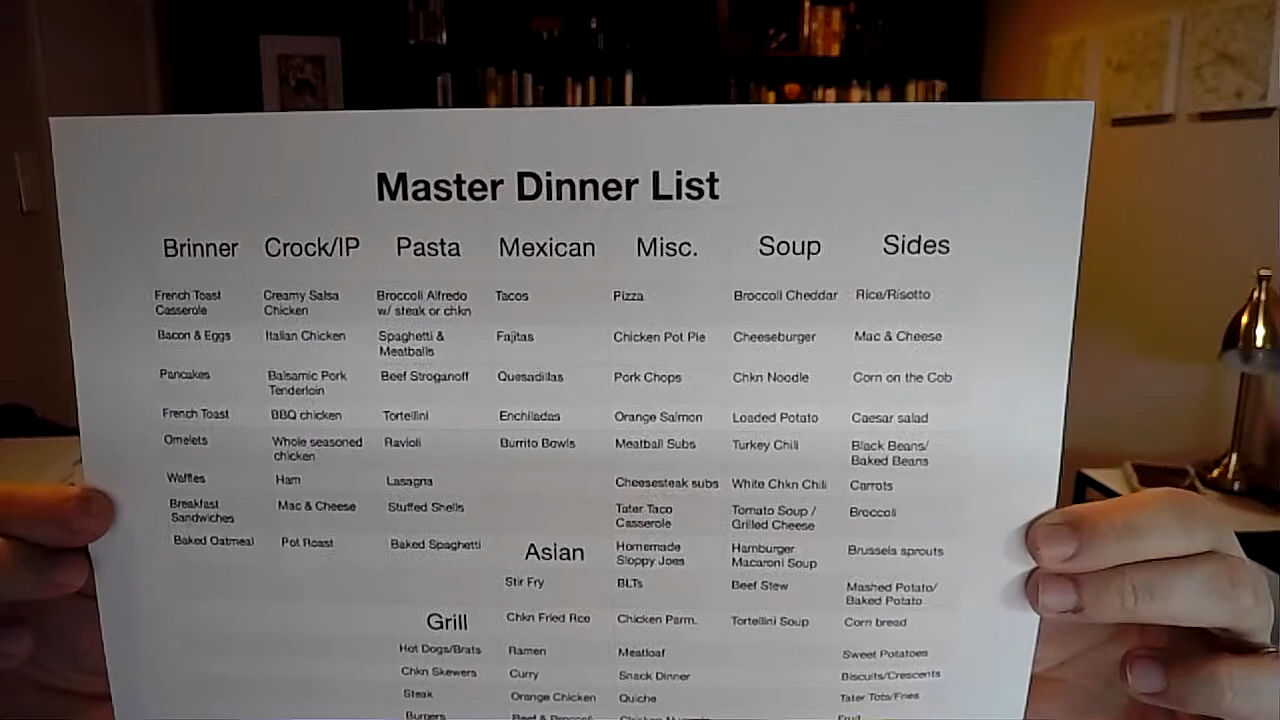 Master Dinner List
Brinner
French Toast
Casserole
Bacon & Eggs
Pancakes
French Toast
Omelets
Waffles
Breakfast
Sandwiches
Baked Oatmeal
Crock/IP
Creamy Salsa
Chicken
Italian Chicken
Balsamic Pork
Tenderloin
BBQ chicken
Whole seasoned
chicken
Ham
Mac & Cheese
Pot Roast
Pasta
Broccoli Alfredo
w/ steak or chkn
Spaghetti &
Meatballs
Beef Stroganoff
Tortellini
Ravioli
Lasagna
Stuffed Shells
Baked Spaghetti
Grill
Hot Dogs/Brats
Chkn Skewers
Steak
Burgers
Mexican
Tacos
Fajitas
Quesadillas
Enchiladas
Burrito Bowls
Asian
Stir Fry
Chkn Fried Rce
Ramen
Curry
Orange Chicken
Beef & Broccoli
Misc.
Pizza
Chicken Pot Pie
Pork Chops
Orange Salmon
Meatball Subs
Cheesesteak subs
Tater Taco
Casserole
Homemade
Sloppy Joes
BLTs
Chicken Parm.
Meatloaf
Snack Dinner
Quiche
Chicken Nuggets
Soup
Broccoli Cheddar
Cheeseburger
Chkn Noodle
Loaded Potato
Turkey Chili
White Chkn Chili
Tomato Soup /
Grilled Cheese
Hamburger
Macaroni Soup
Beef Stew
Tortellini Soup
Sides
Rice/Risotto
Mac & Cheese
Corn on the Cob
Caesar salad
Black Beans/
Baked Beans
Carrots
Broccoli
Brussels sprouts
Mashed Potato/
Baked Potato
Corn bread
Sweet Potatoes
Biscuits/Crescents
Tater Tots/Fries
Fruit